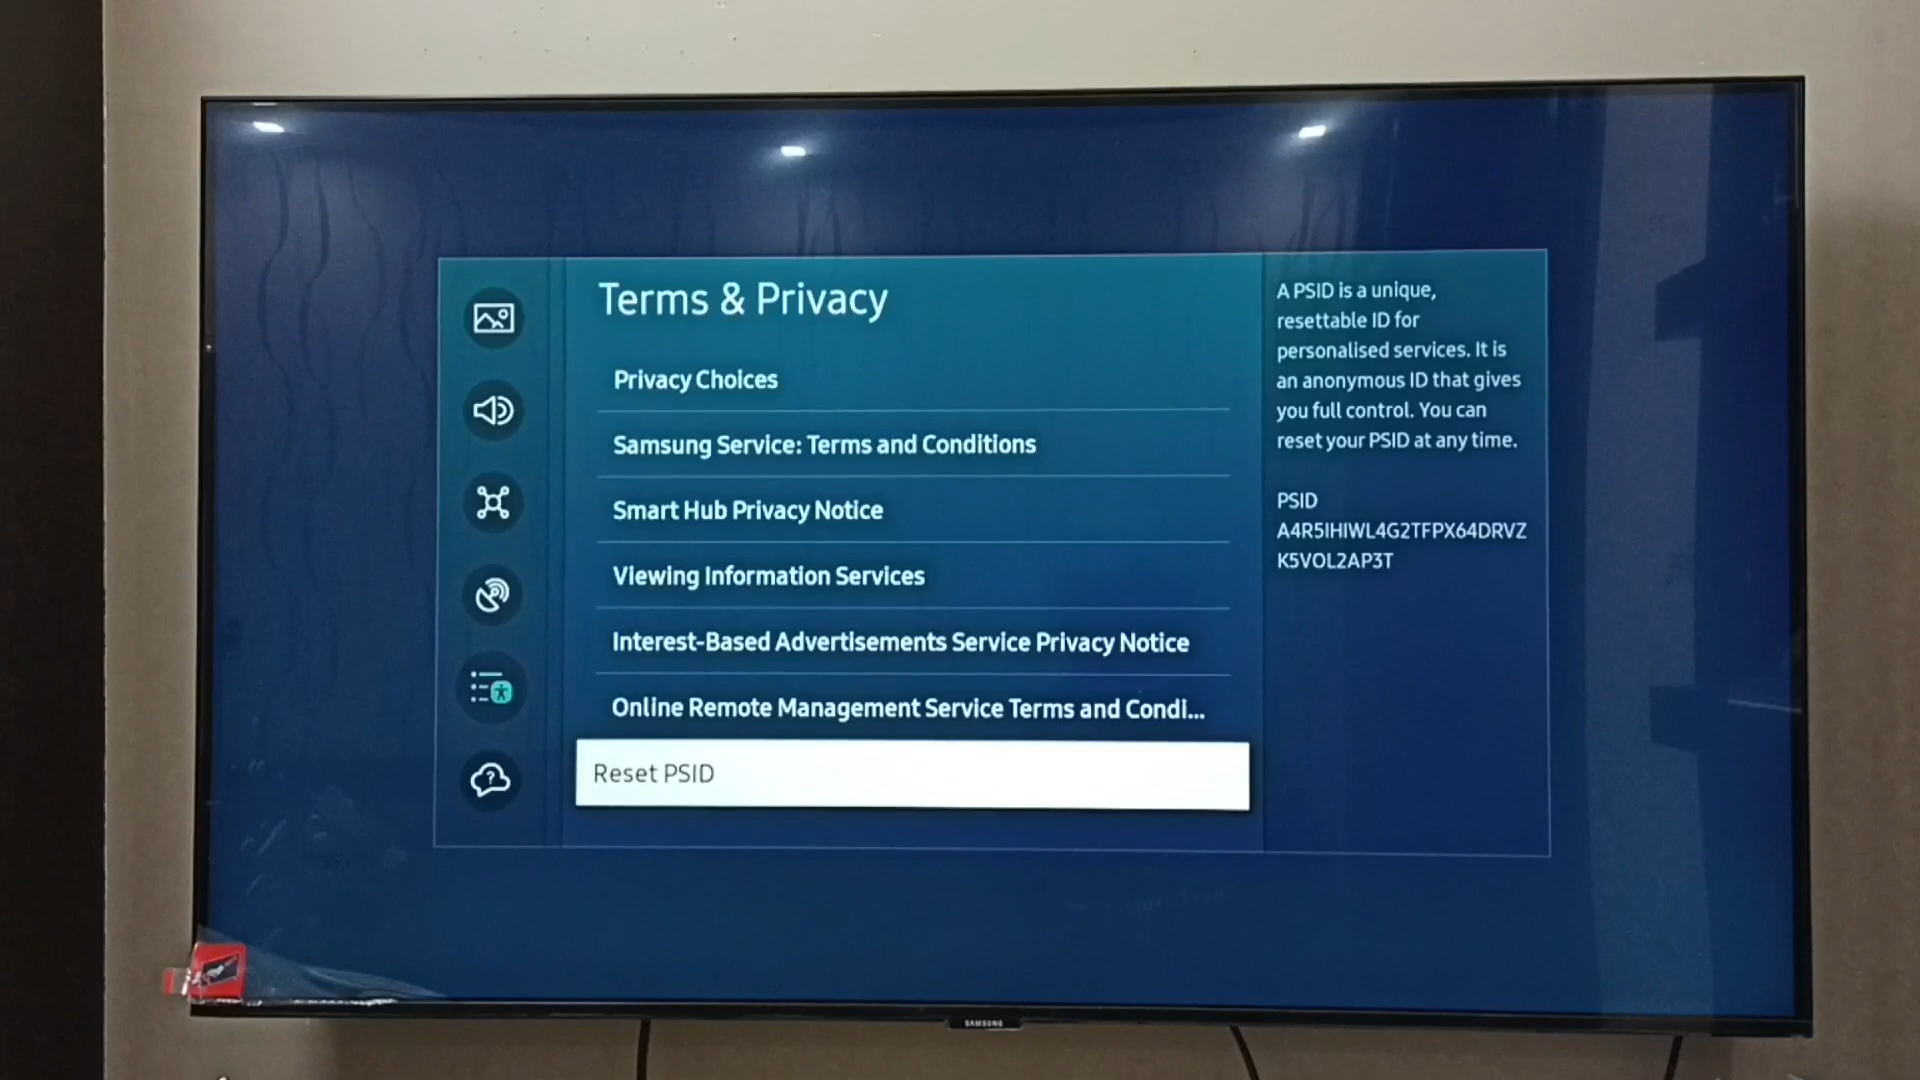 Terms & Privacy
Privacy Choices
Samsung Service: Terms and Conditions
Smart Hub Privacy Notice
Viewing Information Services
Interest-Based Advertisements Service Privacy Notice
Online Remote Management Service Terms and Condi...
Reset PSID
A PSID is a unique,
resettable ID for
personalised services. It is
an anonymous ID that gives
you full control. You can
reset your PSID at any time.
PSID
A4R5IHIWL4G2TFPX64DRVZ
K5VOL2AP3T
SAMSUNG